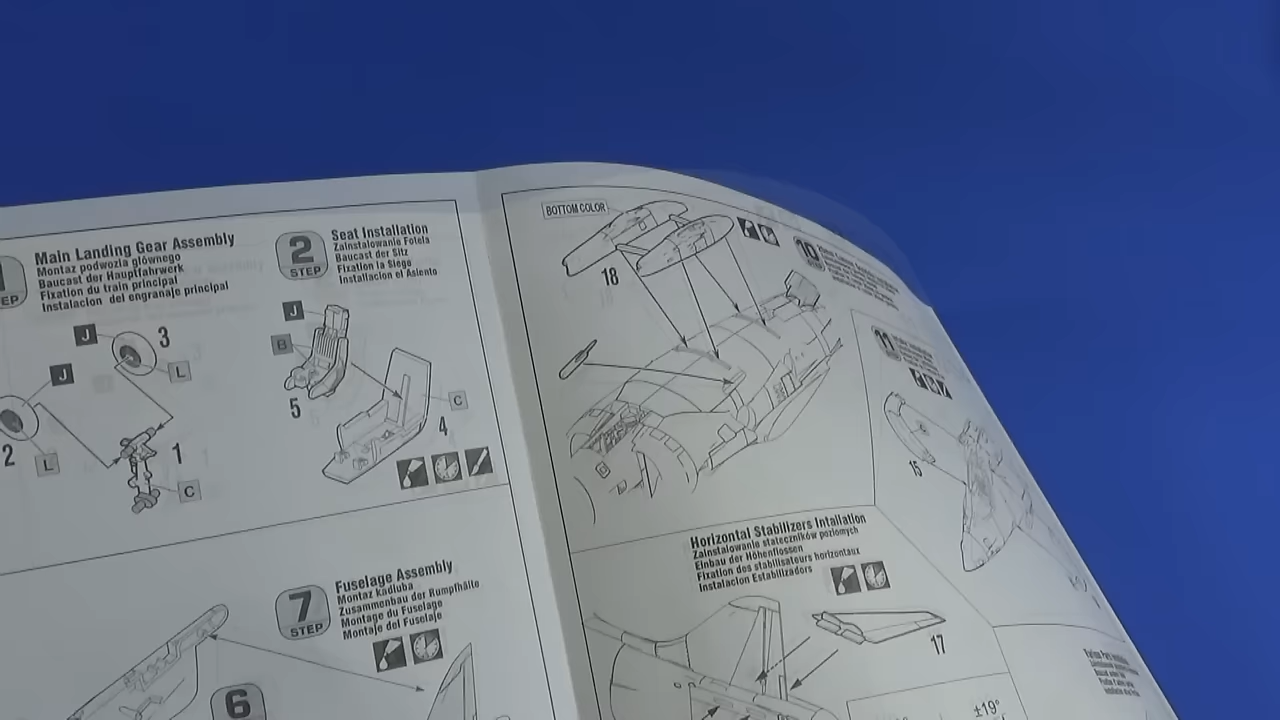 1
EP
Main Landing Gear Assembly
Montaz podwozia głównego
Baucast der Hauptfahrwerk
Fixation du train principal
Instalacion del engranaje principal
J
3
L
J
2
L
1
C
2
STEP
Seat Installation
Zainstalowanie Fotela
Baucast der Sitz
Fixation la Siege
Installacion el Asiento
J
B
5
4
C
7
STEP
Fuselage Assembly
Montaz Kadłuba
Zusammenbau der Rumpfhälfte
Montage du Fuselage
Montaje del Fuselaje
6
BOTTOM COLOR
18
10
11
15
Horizontal Stabilizers Intallation
Zainstalowanie stateczników poziomych
Einbau der Höhenflossen
Fixation des stabilisateurs horizontaux
Instalacion Estabilizadors
17
±19°